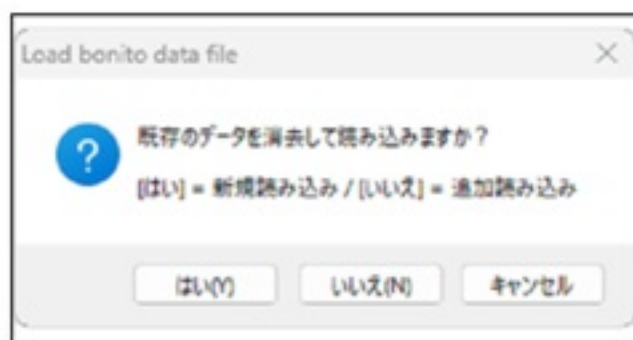 Load bonito data file
既存のデータを消去して読み込みますか？
[はい] = 新規読み込み / [いいえ] = 追加読み込み
はい(Y) いいえ(N) キャンセル